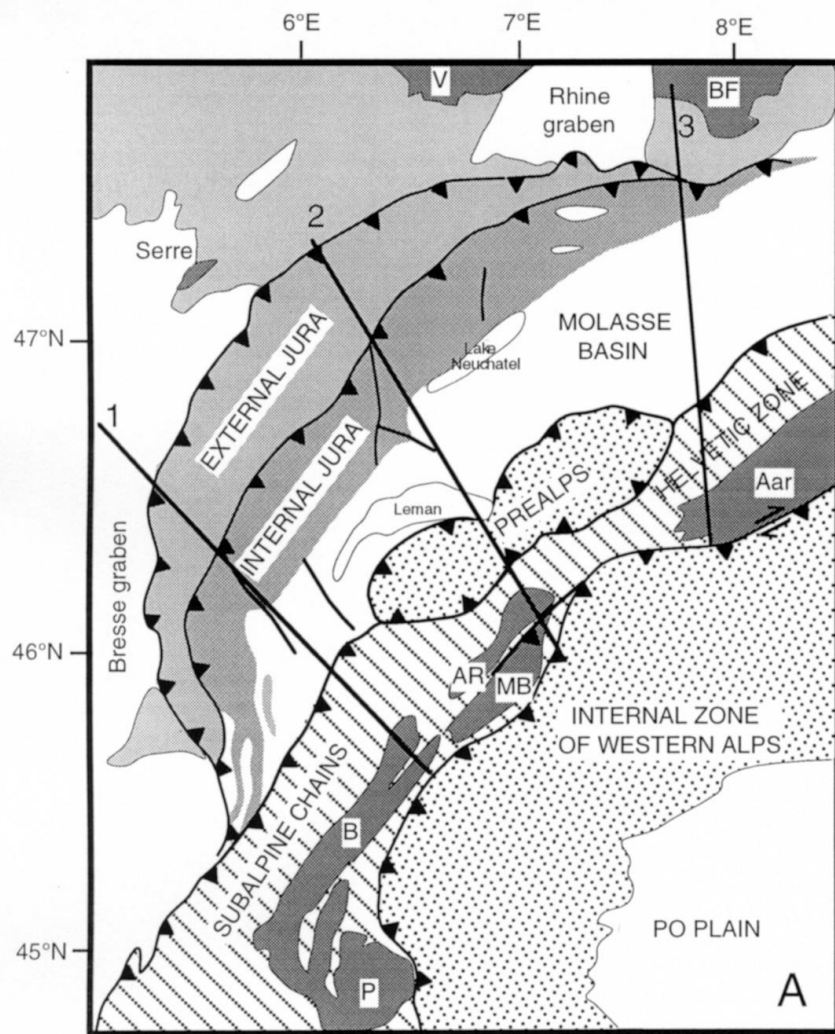 6°E
7°E
8°E
V
Rhine
graben
BF
3
2
Serre
47°N
EXTERNAL JURA
MOLASSE
BASIN
Lake
Neuchatel
1
INTERNAL JURA
HELVETIC ZONE
Aar
PREALPS
Leman
Bresse graben
46°N
AR
MB
INTERNAL ZONE
OF WESTERN ALPS
SUBALPINE CHAINS
B
PO PLAIN
45°N
P
A